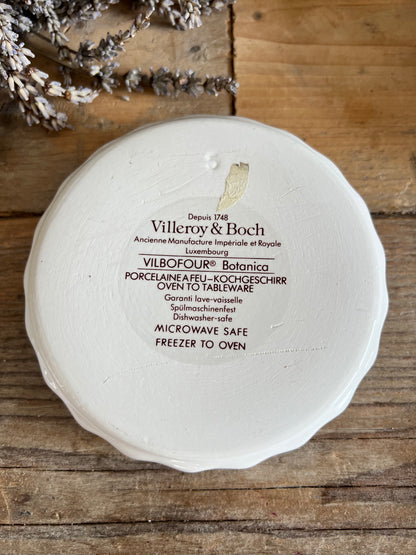 Depuis 1748
Villeroy & Boch
Ancienne Manufacture Impériale et Royale
Luxembourg
VILBOFOUR® Botanica
PORCELAINE A FEU-KOCHGESCHIRR
OVEN TO TABLEWARE
Garanti lave-vaisselle
Spülmaschinenfest
Dishwasher-safe
MICROWAVE SAFE
FREEZER TO OVEN